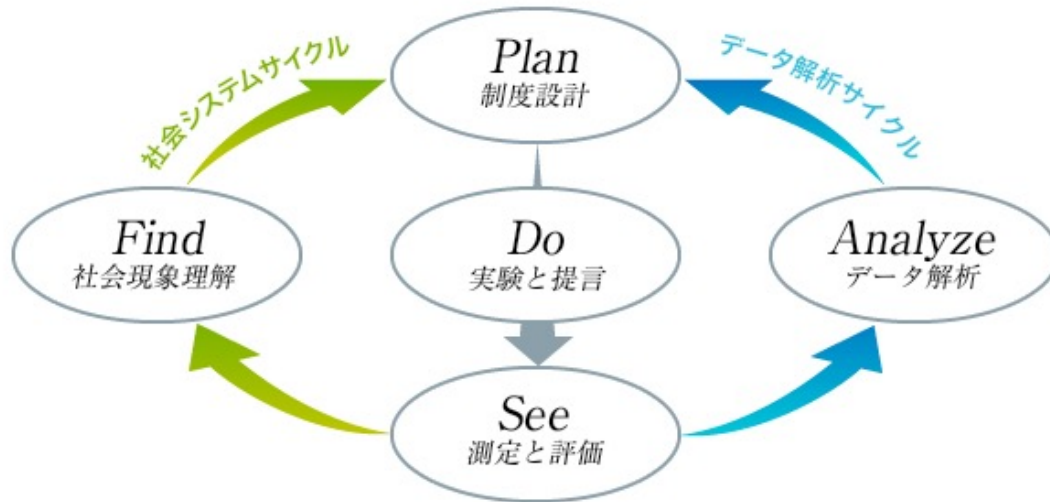 社会システムサイクル
データ解析サイクル
Plan
制度設計
Find
社会現象理解
Do
実験と提言
Analyze
データ解析
See
測定と評価